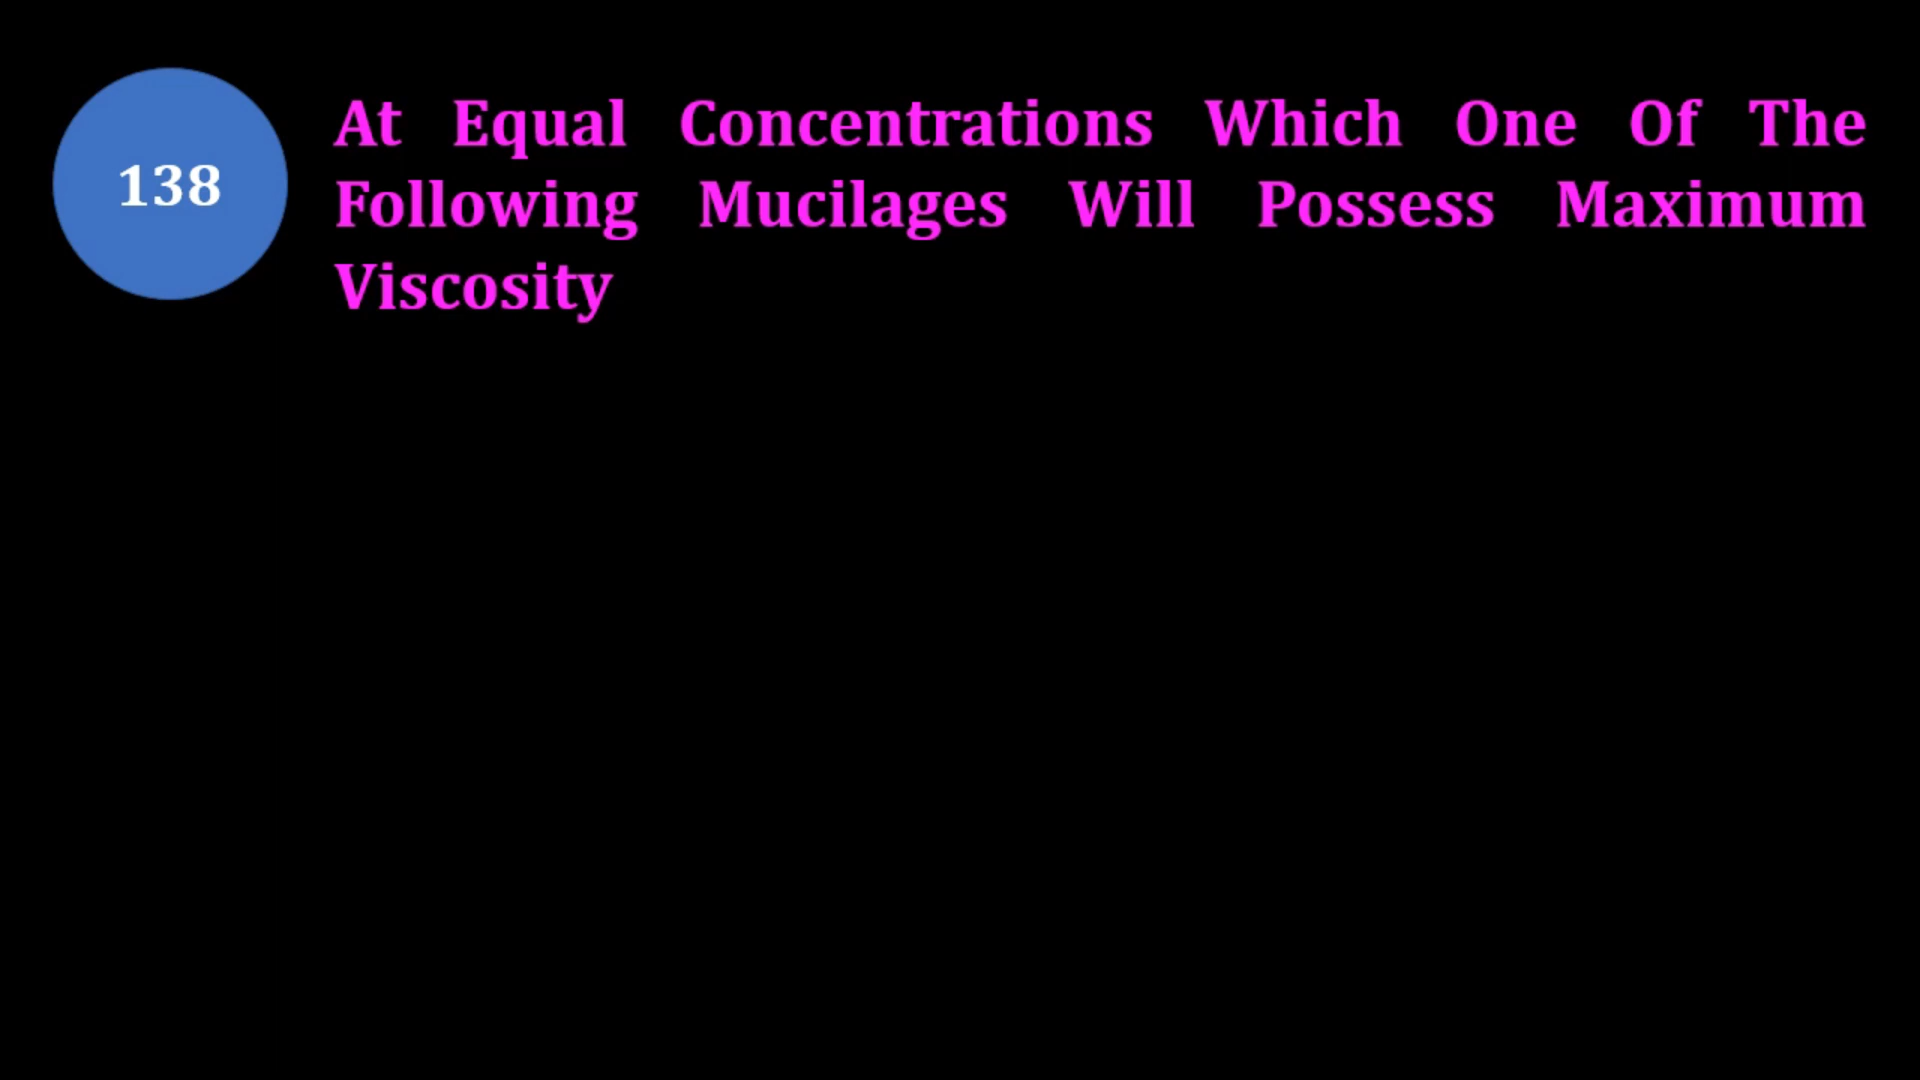 138
At Equal Concentrations Which One Of The
Following Mucilages Will Possess Maximum
Viscosity